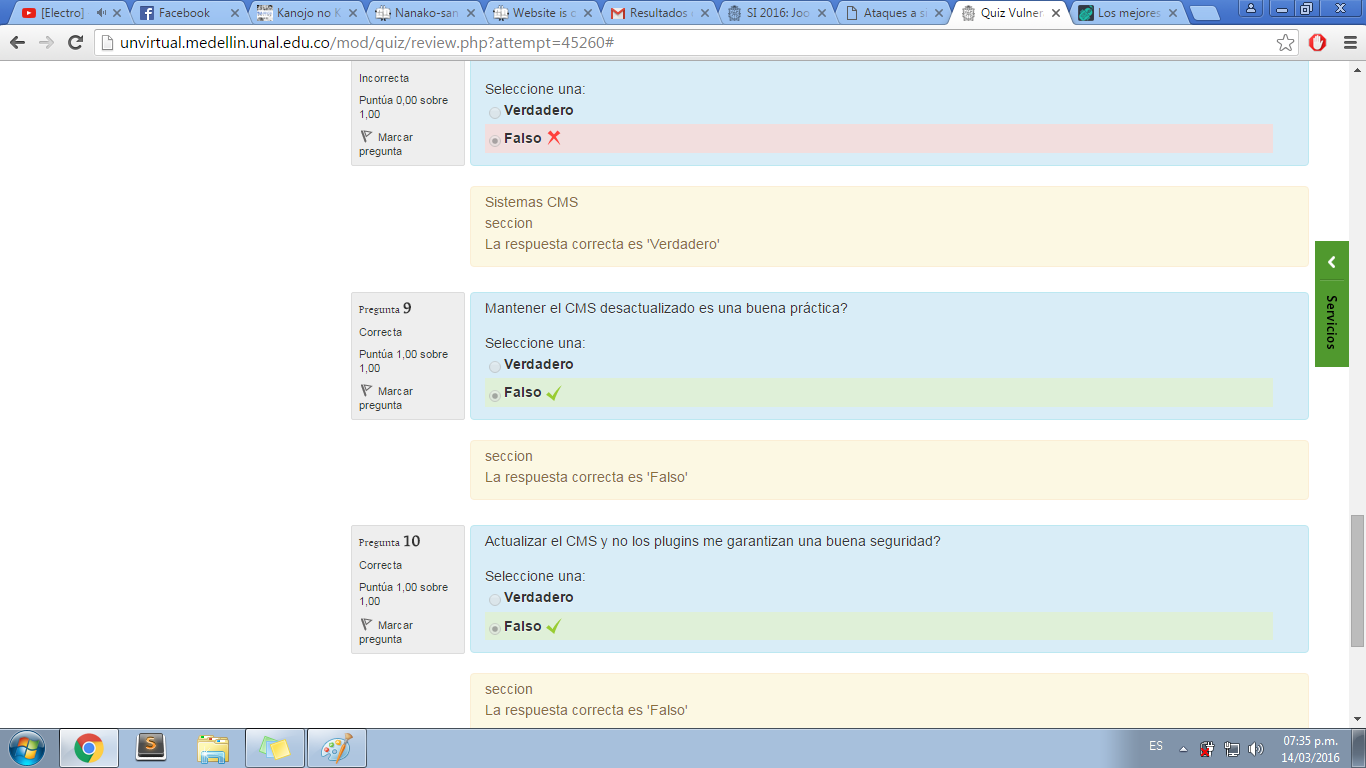 [Electro]
Facebook
Kanojo no K
Nanako-san
Website is o
Resultados
SI 2016: Joo
Ataques a si
Quiz Vulner
Los mejores
unvirtual.medellin.unal.edu.co/mod/quiz/review.php?attempt=45260#
Incorrecta
Puntúa 0,00 sobre
1,00
Marcar
pregunta
Seleccione una:
Verdadero
Falso
Sistemas CMS
seccion
La respuesta correcta es 'Verdadero'
Servicios
Pregunta 9
Correcta
Puntúa 1,00 sobre
1,00
Marcar
pregunta
Mantener el CMS desactualizado es una buena práctica?
Seleccione una:
Verdadero
Falso
seccion
La respuesta correcta es 'Falso'
Pregunta 10
Correcta
Puntúa 1,00 sobre
1,00
Marcar
pregunta
Actualizar el CMS y no los plugins me garantizan una buena seguridad?
Seleccione una:
Verdadero
Falso
seccion
La respuesta correcta es 'Falso'
ES
07:35 p.m.
14/03/2016